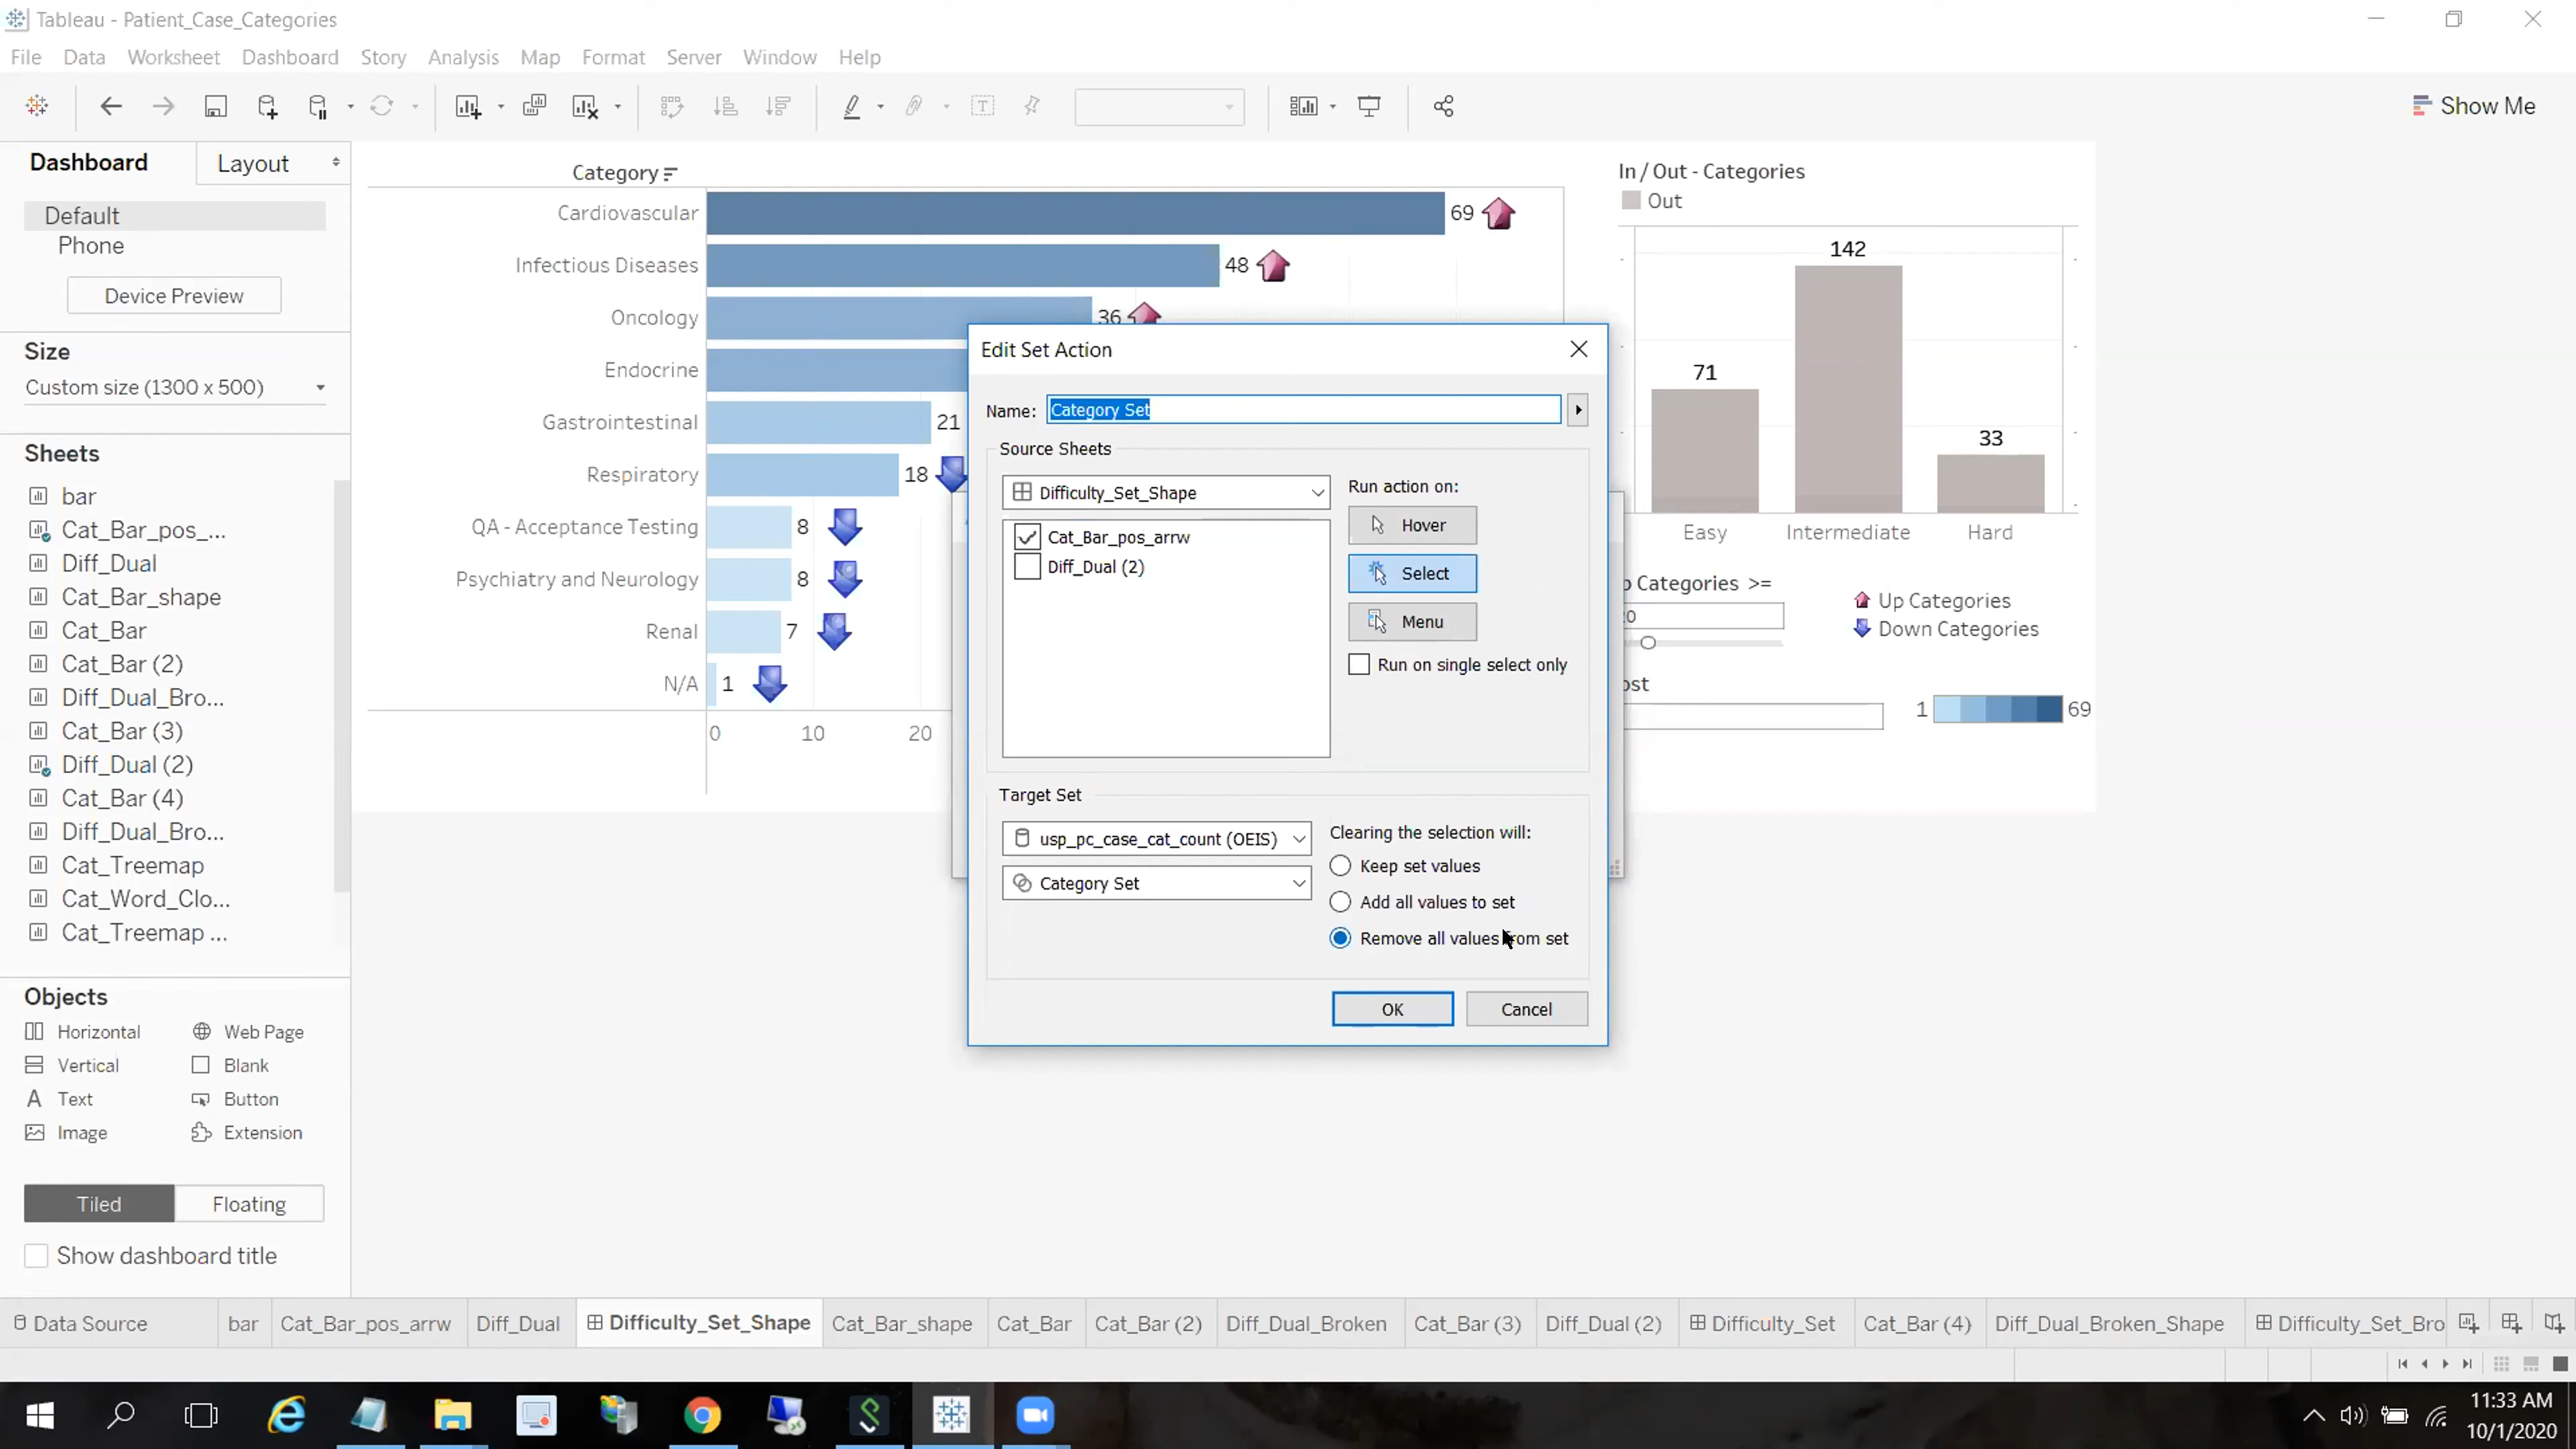 Tableau - Patient_Case_Categories
File Data Worksheet Dashboard Story Analysis Map Format Server Window Help
Show Me
Dashboard Layout
Default
Phone
Device Preview
Size
Custom size (1300 x 500)
Sheets
bar
Cat_Bar_pos_...
Diff_Dual
Cat_Bar_shape
Cat_Bar
Cat_Bar (2)
Diff_Dual_Bro...
Cat_Bar (3)
Diff_Dual (2)
Cat_Bar (4)
Diff_Dual_Bro...
Cat_Treemap
Cat_Word_Clo...
Cat_Treemap ...
Objects
Horizontal Web Page
Vertical Blank
Text Button
Image Extension
Tiled Floating
Show dashboard title
Category
Cardiovascular 69
Infectious Diseases 48
Oncology 36
Endocrine
Gastrointestinal 21
Respiratory 18
QA - Acceptance Testing 8
Psychiatry and Neurology 8
Renal 7
N/A 1
0 10 20
Edit Set Action
Name: Category Set
Source Sheets
Difficulty_Set_Shape
Cat_Bar_pos_arrw
Diff_Dual (2)
Run action on:
Hover
Select
Menu
Run on single select only
Target Set
usp_pc_case_cat_count (OEIS)
Category Set
Clearing the selection will:
Keep set values
Add all values to set
Remove all values from set
OK Cancel
In / Out - Categories
Out
142
71
33
Easy Intermediate Hard
p Categories >=
0
Up Categories
Down Categories
ost
1 69
Data Source bar Cat_Bar_pos_arrw Diff_Dual Difficulty_Set_Shape Cat_Bar_shape Cat_Bar Cat_Bar (2) Diff_Dual_Broken Cat_Bar (3) Diff_Dual (2) Difficulty_Set Cat_Bar (4) Diff_Dual_Broken_Shape Difficulty_Set_Bro
11:33 AM
10/1/2020